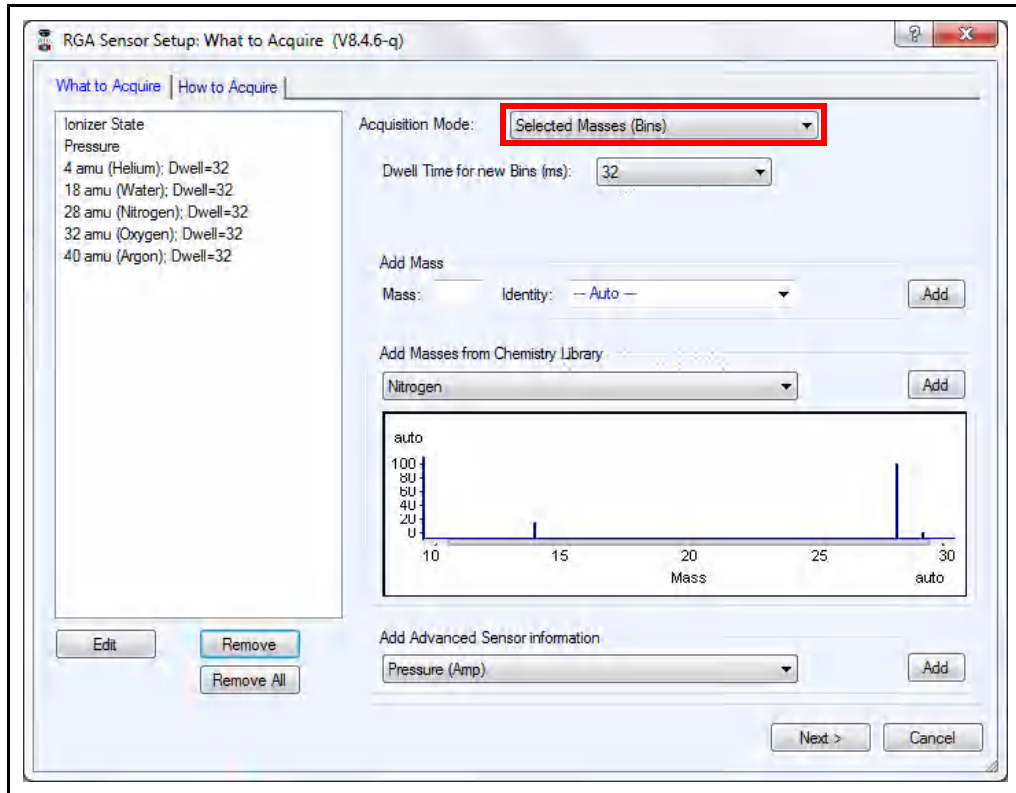 RGA Sensor Setup: What to Acquire (V8.4.6-q)
What to Acquire How to Acquire
Ionizer State
Pressure
4 amu (Helium); Dwell=32
18 amu (Water); Dwell=32
28 amu (Nitrogen); Dwell=32
32 amu (Oxygen); Dwell=32
40 amu (Argon); Dwell=32
Edit
Remove
Remove All
Acquisition Mode: Selected Masses (Bins)
Dwell Time for new Bins (ms): 32
Add Mass
Mass: Identity: -- Auto -- Add
Add Masses from Chemistry Library
Nitrogen Add
auto
100
80
60
40
20
0
10 15 20 25 30
Mass auto
Add Advanced Sensor information
Pressure (Amp) Add
Next > Cancel